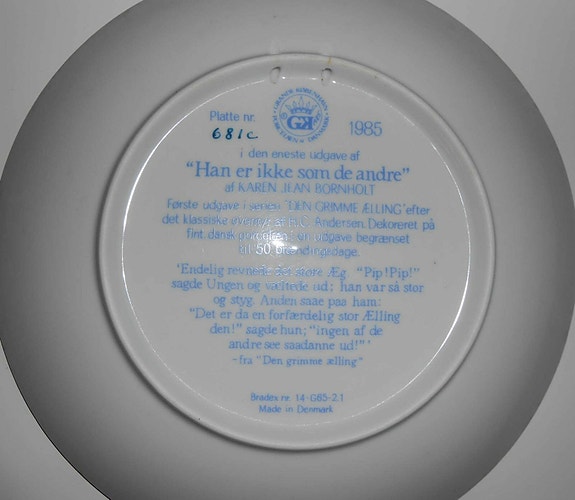 Platte nr. 1985
681c
GK
i den eneste udgave af
“Han er ikke som de andre”
af KAREN JEAN BORNHOLT
Første udgave i serien ‘DEN GRIMME ÆLLING’ efter
det klassiske eventyr af H.C. Andersen. Dekoreret på
fint, dansk porcelæn i en udgave begrænset
til 50 brændingsdage.
‘Endelig revnede det store Æg. “Pip! Pip!”
sagde Ungen og væltede ud; han var så stor
og styg. Anden saae paa ham:
“Det er da en forfærdelig stor Ælling
den!” sagde hun; “ingen af de
andre see saadanne ud!”’
-fra “Den grimme ælling”
Bradex nr. 14-G65-2.1
Made in Denmark